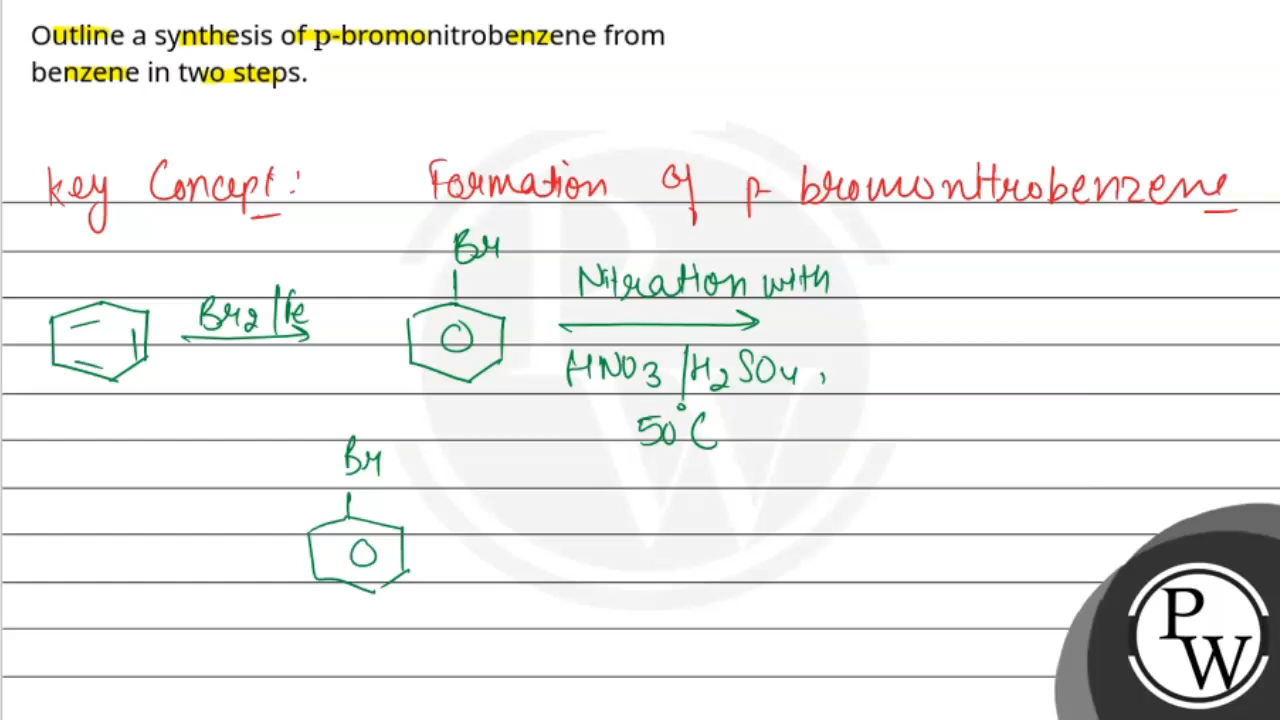 Outline a synthesis of p-bromonitrobenzene from
benzene in two steps.
Key Concept: Formation of p-bromonitrobenzene
Br
Br2/Fe
Nitration with
HNO3/H2SO4,
50°C
Br
PW